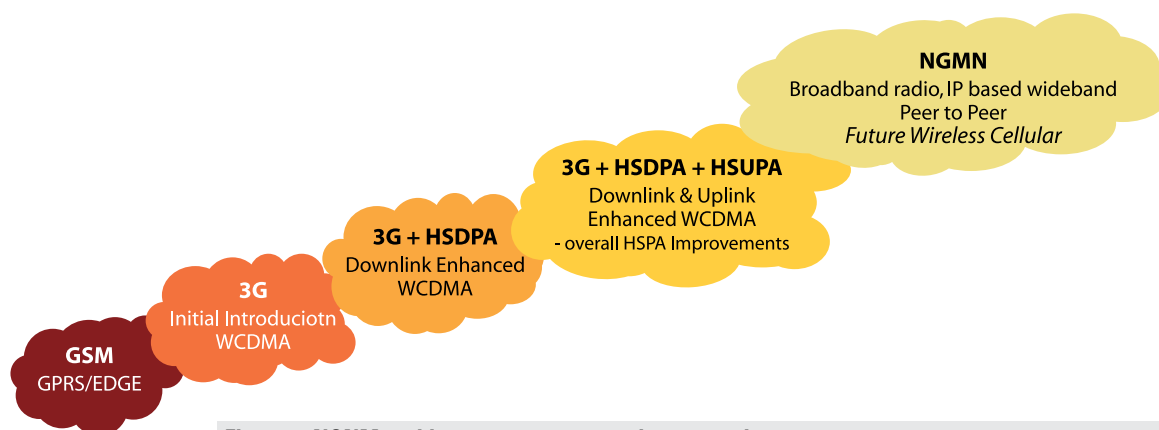 NGMN
Broadband radio, IP based wideband
Peer to Peer
Future Wireless Cellular
3G + HSDPA + HSUPA
Downlink & Uplink
Enhanced WCDMA
- overall HSPA Improvements
3G + HSDPA
Downlink Enhanced
WCDMA
3G
Initial Introduciotn
WCDMA
GSM
GPRS/EDGE